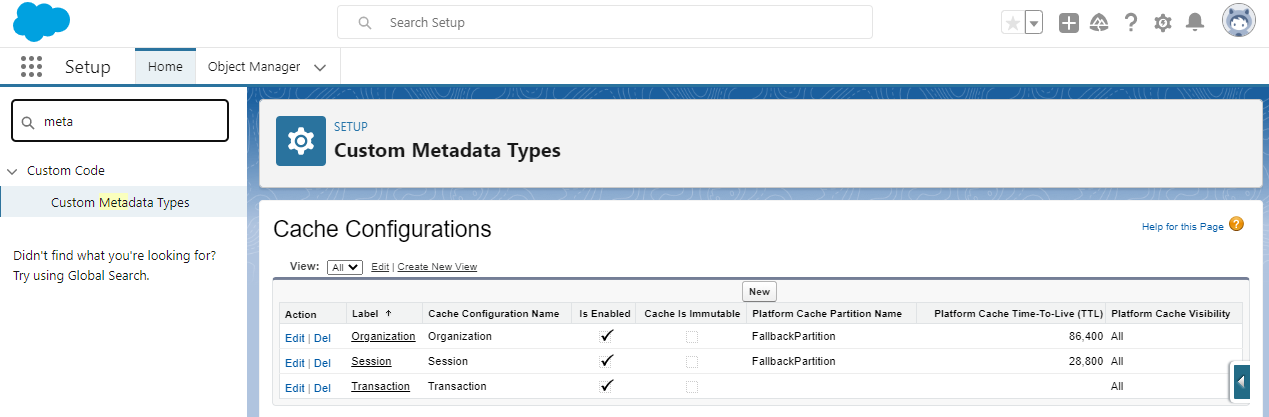 Search Setup
Setup
Home
Object Manager
meta
Custom Code
Custom Metadata Types
Didn't find what you're looking for?
Try using Global Search.
SETUP
Custom Metadata Types
Cache Configurations
Help for this Page
View: All Edit | Create New View
New
Action Label Cache Configuration Name Is Enabled Cache Is Immutable Platform Cache Partition Name Platform Cache Time-To-Live (TTL) Platform Cache Visibility
Edit | Del Organization Organization FallbackPartition 86,400 All
Edit | Del Session Session FallbackPartition 28,800 All
Edit | Del Transaction Transaction All